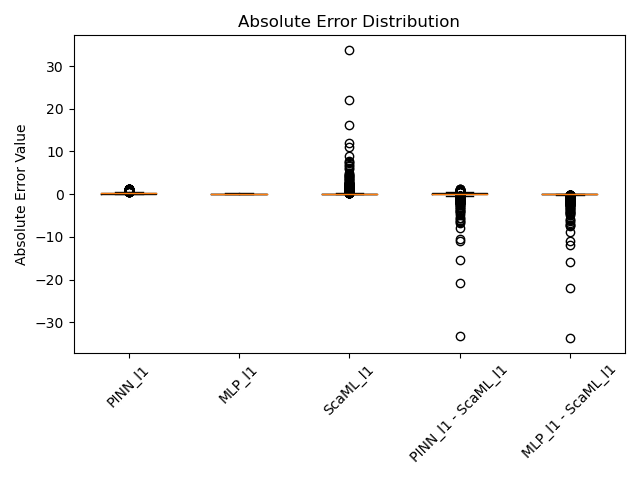 Absolute Error Distribution
30
20
10
0
−10
−20
−30
Absolute Error Value
PINN_l1
MLP_l1
ScaML_l1
PINN_l1 - ScaML_l1
MLP_l1 - ScaML_l1